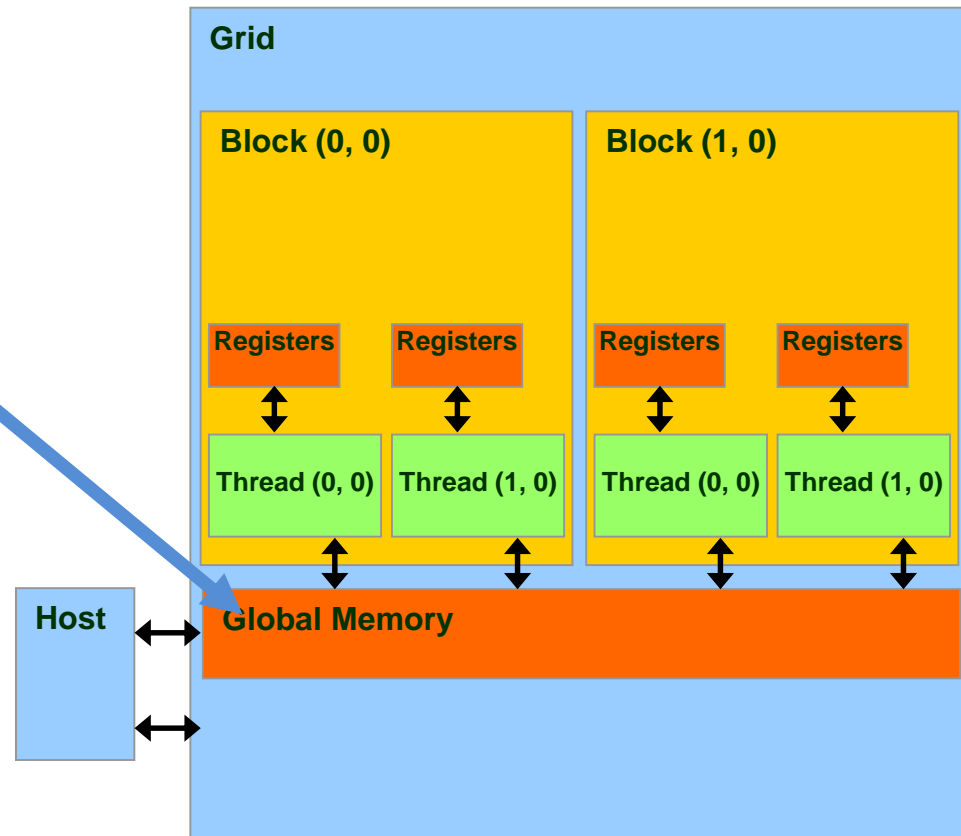 Grid
Block (0, 0)
Block (1, 0)
Registers
Registers
Registers
Registers
Thread (0, 0)
Thread (1, 0)
Thread (0, 0)
Thread (1, 0)
Host
Global Memory